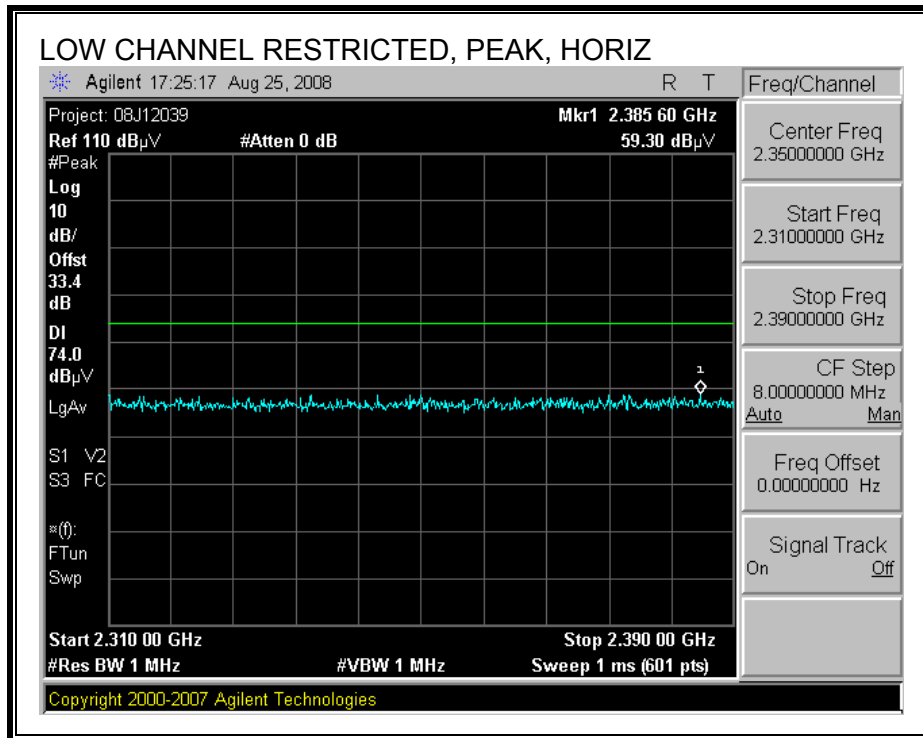 LOW CHANNEL RESTRICTED, PEAK, HORIZ
Agilent 17:25:17 Aug 25, 2008 R T
Freq/Channel
Project: 08J12039 Mkr1 2.385 60 GHz
Ref 110 dBµV #Atten 0 dB 59.30 dBµV
#Peak
Log
10
dB/
Offst
33.4
dB
DI
74.0
dBµV
LgAv
S1 V2
S3 FC
¤(f):
FTun
Swp
1
Start 2.310 00 GHz Stop 2.390 00 GHz
#Res BW 1 MHz #VBW 1 MHz Sweep 1 ms (601 pts)
Center Freq
2.35000000 GHz
Start Freq
2.31000000 GHz
Stop Freq
2.39000000 GHz
CF Step
8.00000000 MHz
Auto Man
Freq Offset
0.00000000 Hz
Signal Track
On Off
Copyright 2000-2007 Agilent Technologies